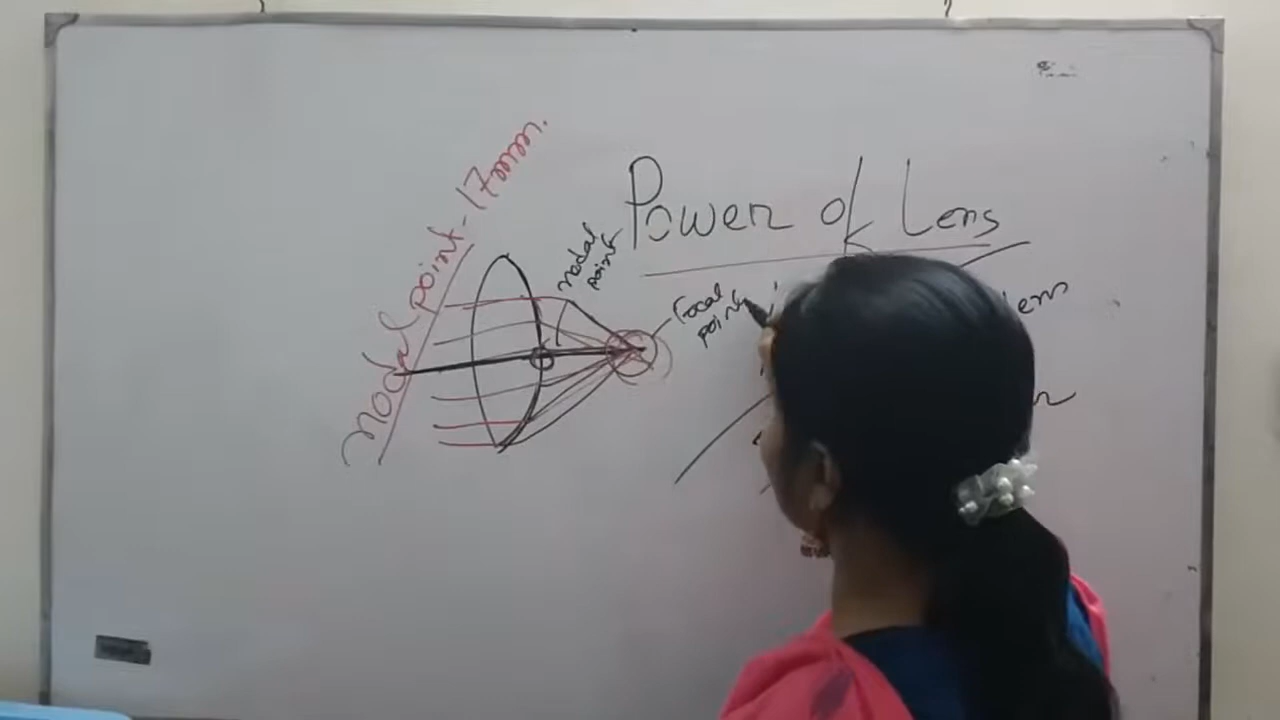 Power of Lens
Nodal point - 17mm.
nodal
point
Focal
point
lens